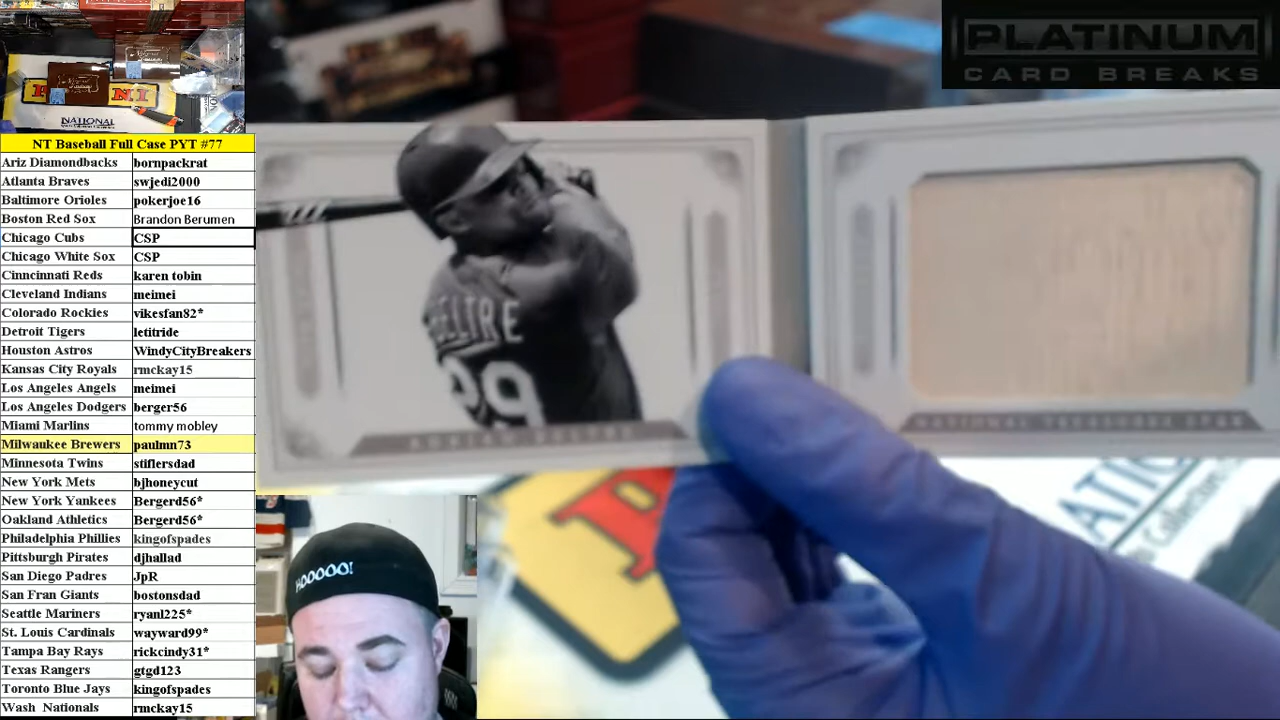 PLATINUM
CARD BREAKS
NATIONAL
NT Baseball Full Case PYT #77
Ariz Diamondbacks bornpackrat
Atlanta Braves swjedi2000
Baltimore Orioles pokerjoe16
Boston Red Sox Brandon Berumen
Chicago Cubs CSP
Chicago White Sox CSP
Cinncinnati Reds karen tobin
Cleveland Indians meimei
Colorado Rockies vikesfan82*
Detroit Tigers letitride
Houston Astros WindyCityBreakers
Kansas City Royals rmckay15
Los Angeles Angels meimei
Los Angeles Dodgers berger56
Miami Marlins tommy mobley
Milwaukee Brewers paulmn73
Minnesota Twins stiflersdad
New York Mets bjhoneycut
New York Yankees Bergerd56*
Oakland Athletics Bergerd56*
Philadelphia Phillies kingofspades
Pittsburgh Pirates djhallad
San Diego Padres JpR
San Fran Giants bostonsdad
Seattle Mariners ryanl225*
St. Louis Cardinals wayward99*
Tampa Bay Rays rickcindy31*
Texas Rangers gtgd123
Toronto Blue Jays kingofspades
Wash Nationals rmckay15
BELTRE
29
ADRIAN BELTRE
NATIONAL TREASURES
HOOOOO!